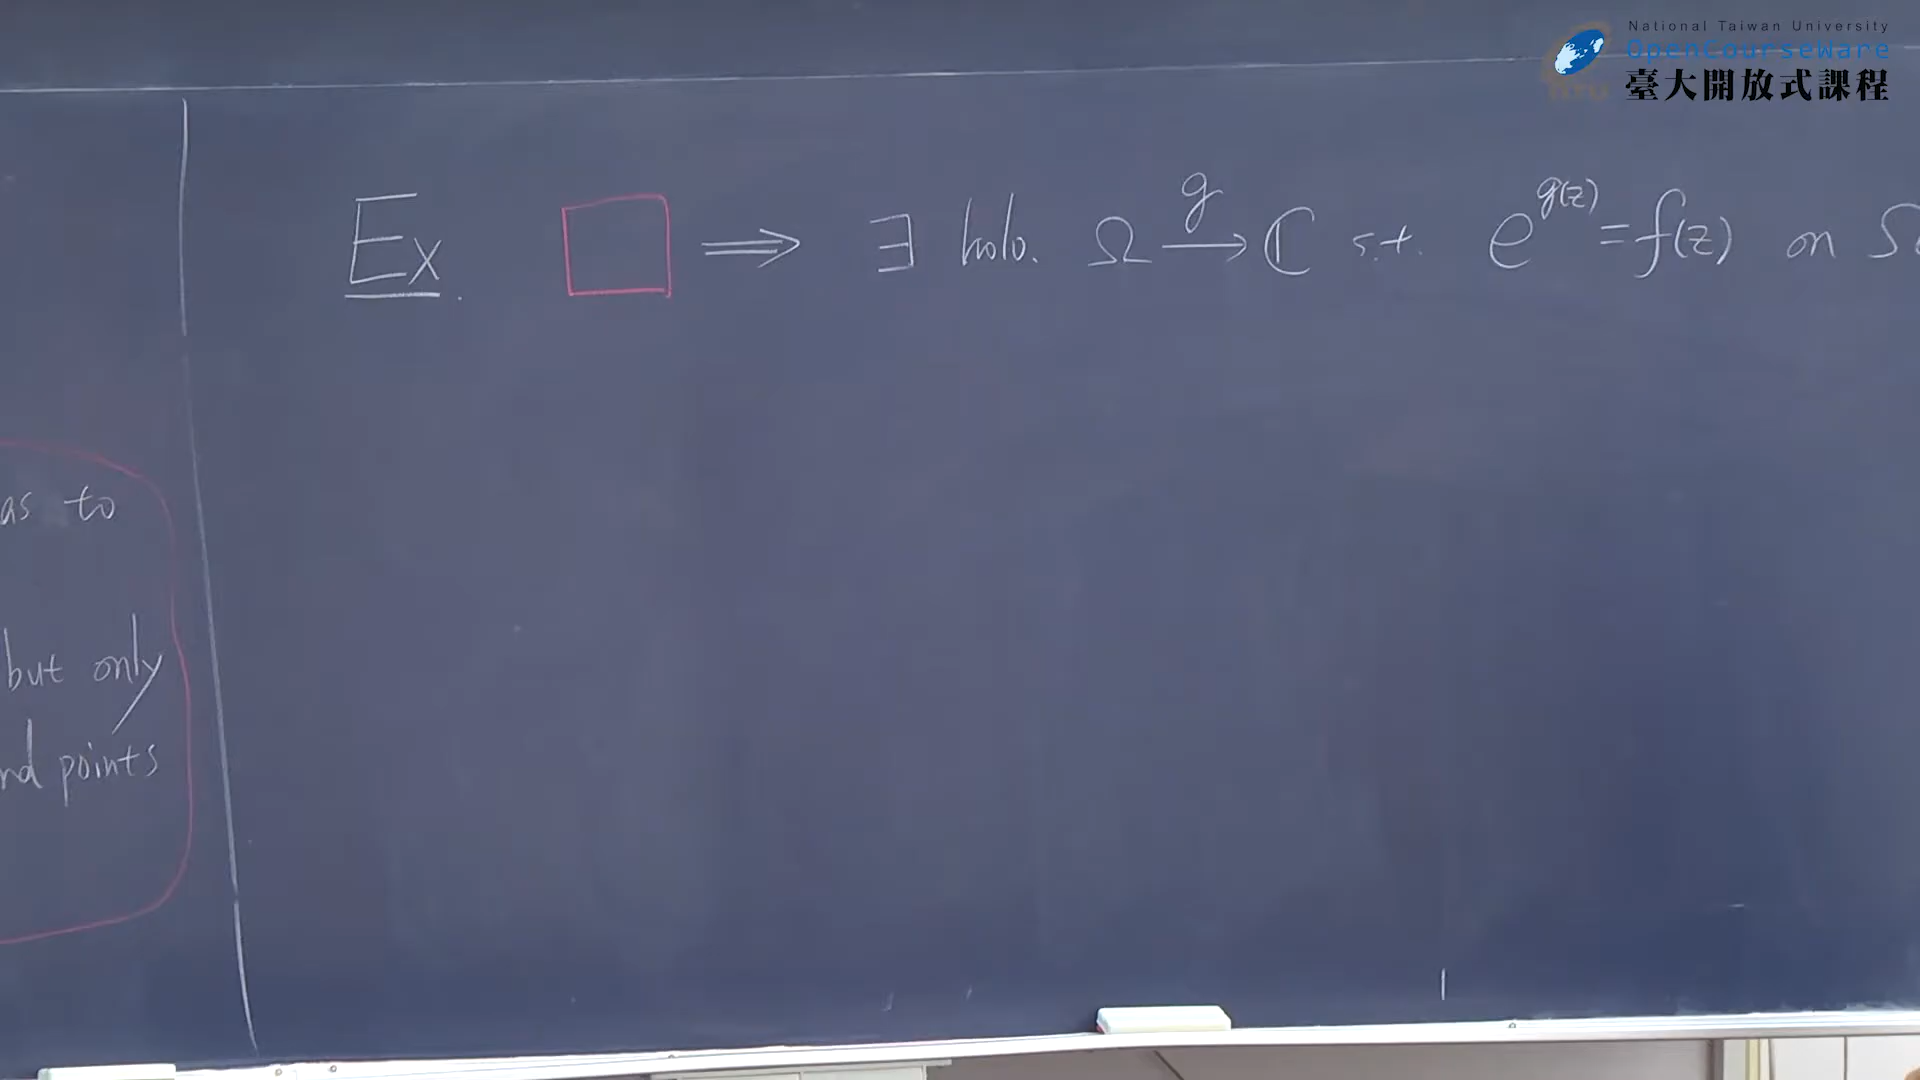 National Taiwan University
OpenCourseWare
臺大開放式課程
Ex. □ ⟹ ∃ holo. Ω →^g ℂ s.t. e^{g(z)} = f(z) on Ω
as to
but only
nd points